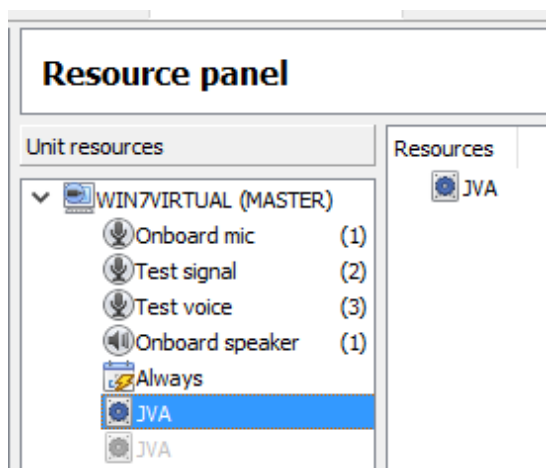 Resource panel
Unit resources
Resources
JVA
WIN7VIRTUAL (MASTER)
Onboard mic (1)
Test signal (2)
Test voice (3)
Onboard speaker (1)
Always
JVA
JVA